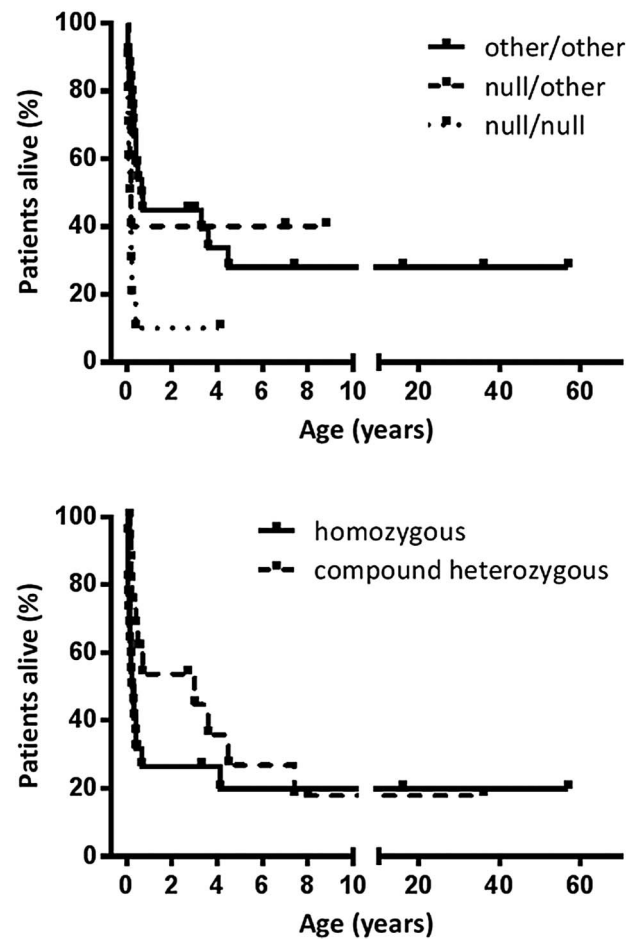 100
80
60
40
20
0
Patients alive (%)
other/other
null/other
null/null
0 2 4 6 8 10 20 40 60
Age (years)
100
80
60
40
20
0
Patients alive (%)
homozygous
compound heterozygous
0 2 4 6 8 10 20 40 60
Age (years)